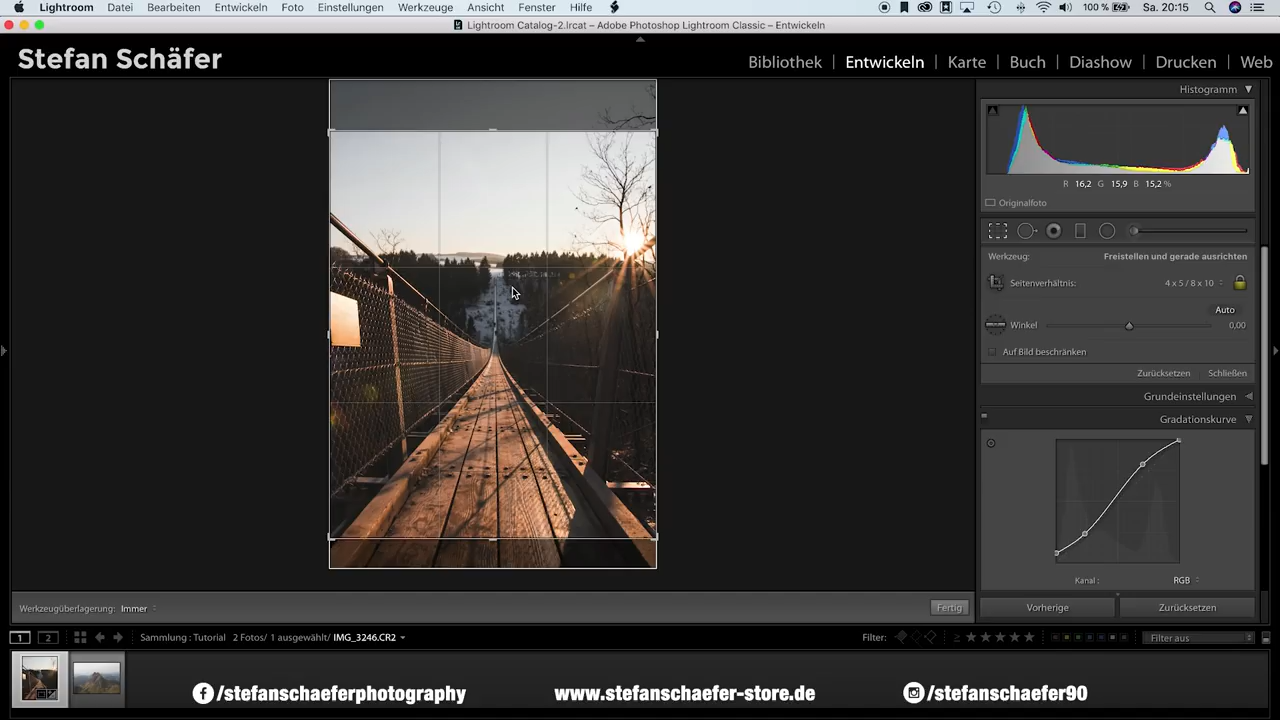 Lightroom Datei Bearbeiten Entwickeln Foto Einstellungen Werkzeuge Ansicht Fenster Hilfe 100 % Sa. 20:15
Lightroom Catalog-2.lrcat – Adobe Photoshop Lightroom Classic – Entwickeln
Stefan Schäfer
Bibliothek | Entwickeln | Karte | Buch | Diashow | Drucken | Web
Histogramm
R 16,2 G 15,9 B 15,2 %
Originalfoto
Werkzeug: Freistellen und gerade ausrichten
Seitenverhältnis: 4 x 5 / 8 x 10
Auto
Winkel 0,00
Auf Bild beschränken
Zurücksetzen Schließen
Grundeinstellungen
Gradationskurve
Kanal : RGB
Werkzeugüberlagerung: Immer Fertig
Vorherige Zurücksetzen
1 2 Sammlung : Tutorial 2 Fotos/ 1 ausgewählt/ IMG_3246.CR2 Filter: Filter aus
/stefanschaeferphotography www.stefanschaefer-store.de /stefanschaefer90